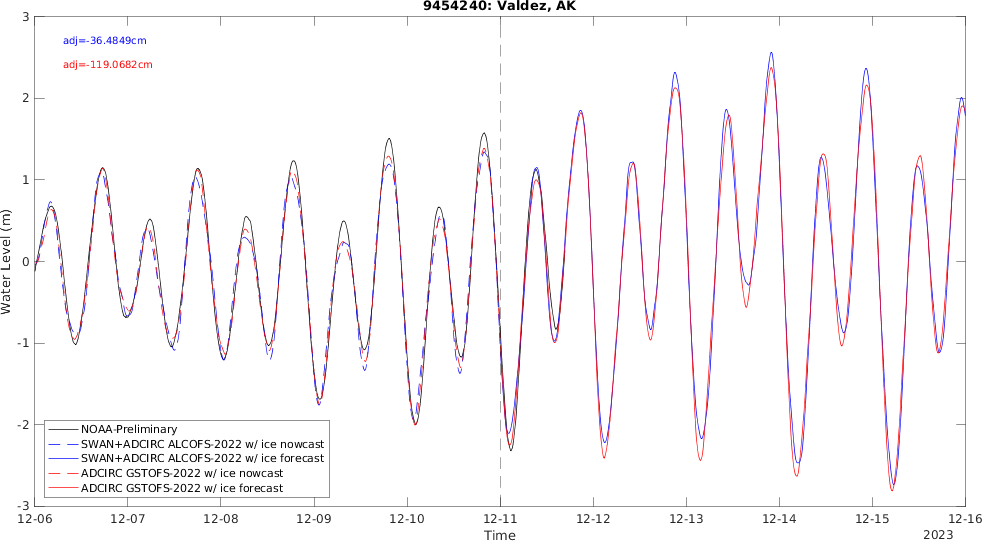 9454240: Valdez, AK
3
adj=-36.4849cm
adj=-119.0682cm
2
1
0
-1
-2
-3
Water Level (m)
NOAA-Preliminary
SWAN+ADCIRC ALCOFS-2022 w/ ice nowcast
SWAN+ADCIRC ALCOFS-2022 w/ ice forecast
ADCIRC GSTOFS-2022 w/ ice nowcast
ADCIRC GSTOFS-2022 w/ ice forecast
12-06 12-07 12-08 12-09 12-10 12-11 12-12 12-13 12-14 12-15 12-16
Time
2023